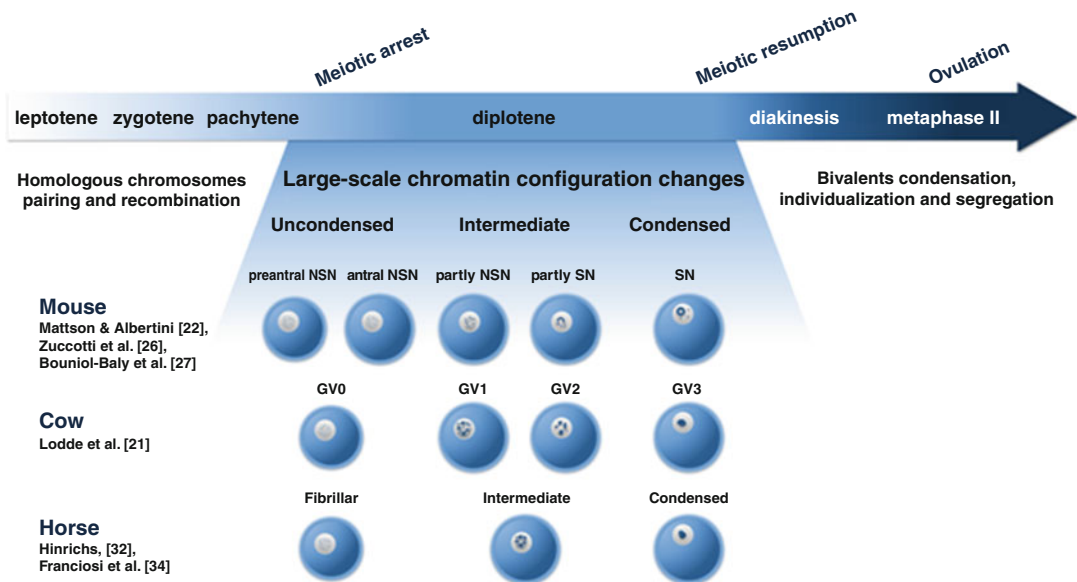 Meiotic arrest
Meiotic resumption
Ovulation
leptotene zygotene pachytene diplotene diakinesis metaphase II
Homologous chromosomes
pairing and recombination
Large-scale chromatin configuration changes
Bivalents condensation,
individualization and segregation
Uncondensed Intermediate Condensed
preantral NSN antral NSN partly NSN partly SN SN
Mouse
Mattson & Albertini [22],
Zuccotti et al. [26],
Bouniol-Baly et al. [27]
GV0 GV1 GV2 GV3
Cow
Lodde et al. [21]
Fibrillar Intermediate Condensed
Horse
Hinrichs, [32],
Franciosi et al. [34]